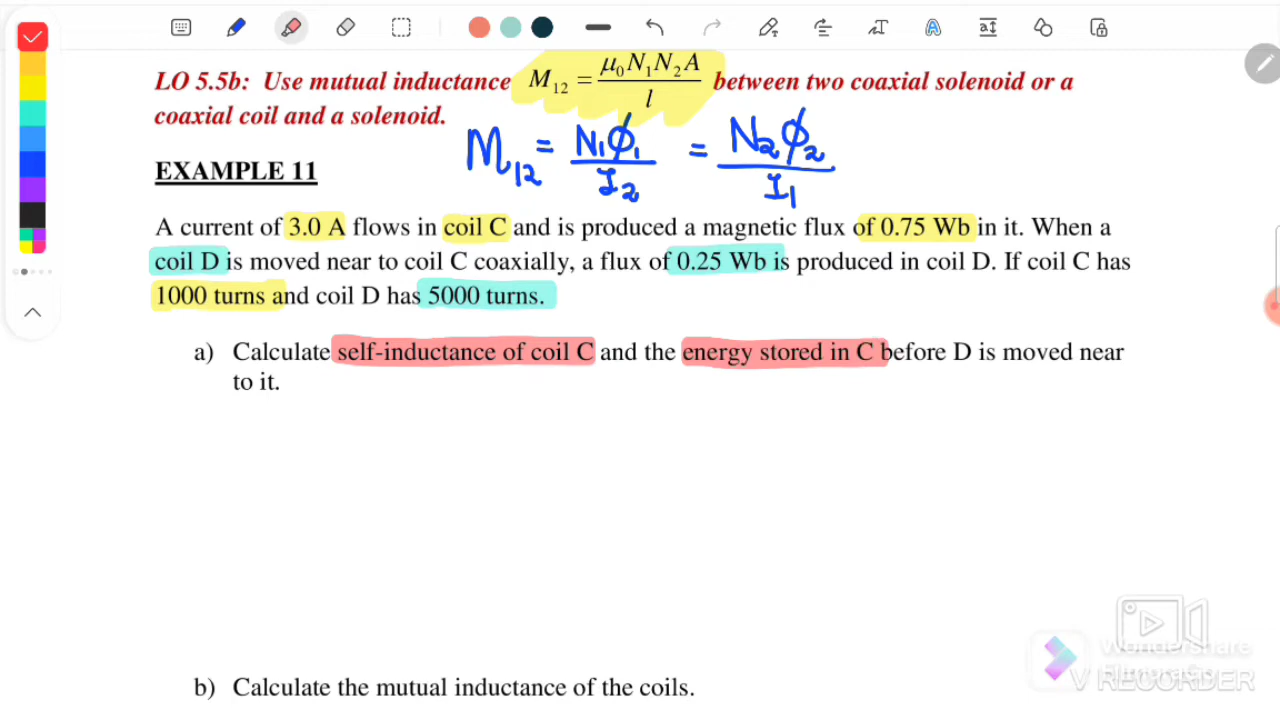 LO 5.5b: Use mutual inductance M₁₂ = μ₀N₁N₂A / l between two coaxial solenoid or a
coaxial coil and a solenoid.
M₁₂ = N₁Φ₁ / I₂ = N₂Φ₂ / I₁
EXAMPLE 11
A current of 3.0 A flows in coil C and is produced a magnetic flux of 0.75 Wb in it. When a
coil D is moved near to coil C coaxially, a flux of 0.25 Wb is produced in coil D. If coil C has
1000 turns and coil D has 5000 turns.
a) Calculate self-inductance of coil C and the energy stored in C before D is moved near
to it.
b) Calculate the mutual inductance of the coils.
Wondershare
V RECORDER